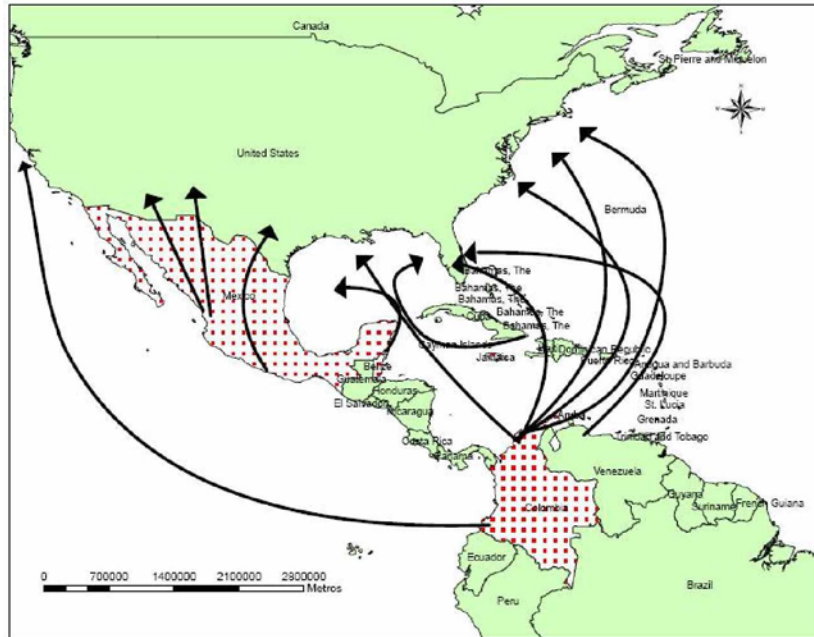 Canada
St. Pierre and Miquelon
United States
Bermuda
Bahamas, The
Bahamas, The
Bahamas, The
Mexico
Cuba
Bahamas, The
Bahamas, The
Cayman Islands
Dominican Republic
Jamaica
Puerto Rico
Antigua and Barbuda
Belize
Guadeloupe
Guatemala
Honduras
Martinique
El Salvador
St. Lucia
Nicaragua
Aruba
Grenada
Costa Rica
Trinidad and Tobago
Panama
Venezuela
Guyana
French Guiana
Suriname
Colombia
Ecuador
0 700000 1400000 2100000 2800000
Metros
Brazil
Peru